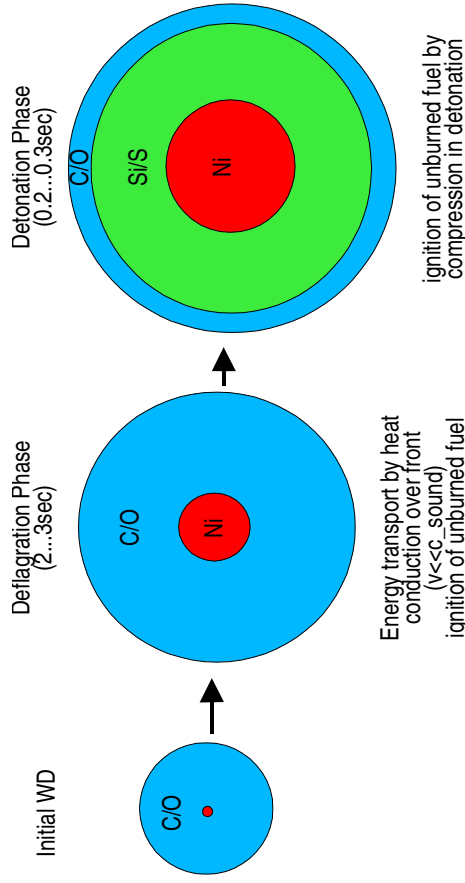 Initial WD
C/O
Deflagration Phase
(2...3sec)
C/O
Ni
Energy transport by heat
conduction over front
(v<<c_sound)
ignition of unburned fuel
Detonation Phase
(0.2...0.3sec)
C/O
Si/S
Ni
ignition of unburned fuel by
compression in detonation